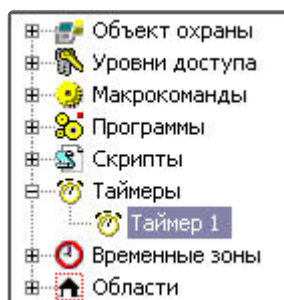 Объект охраны
Уровни доступа
Макрокоманды
Программы
Скрипты
Таймеры
Таймер 1
Временные зоны
Области